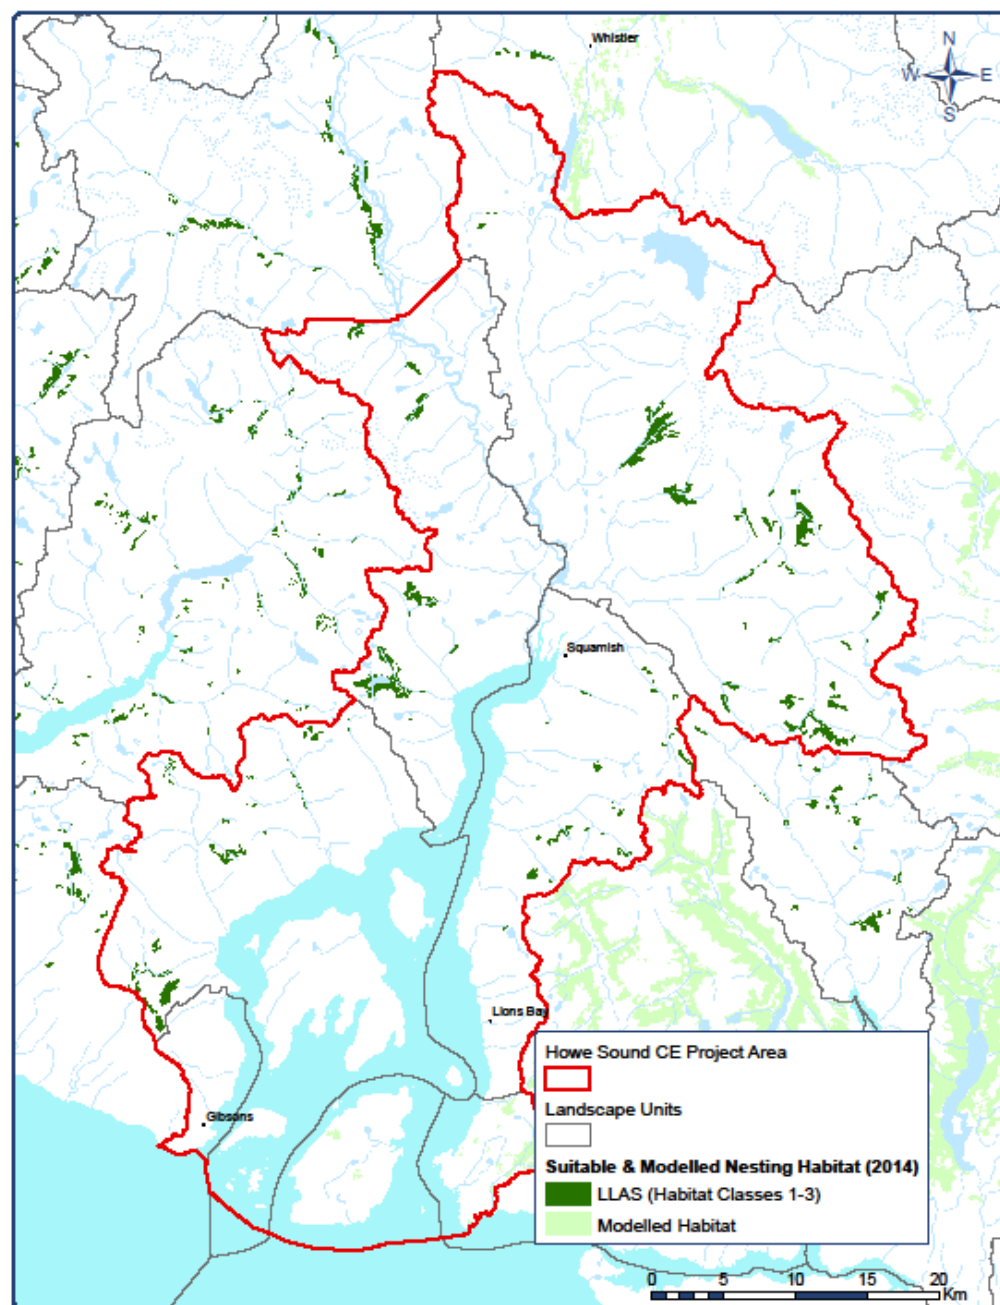 Whistler
N
W E
S
Squamish
Lions Bay
Gibsons
Howe Sound CE Project Area
Landscape Units
Suitable & Modelled Nesting Habitat (2014)
LLAS (Habitat Classes 1-3)
Modelled Habitat
0 5 10 15 20
Km